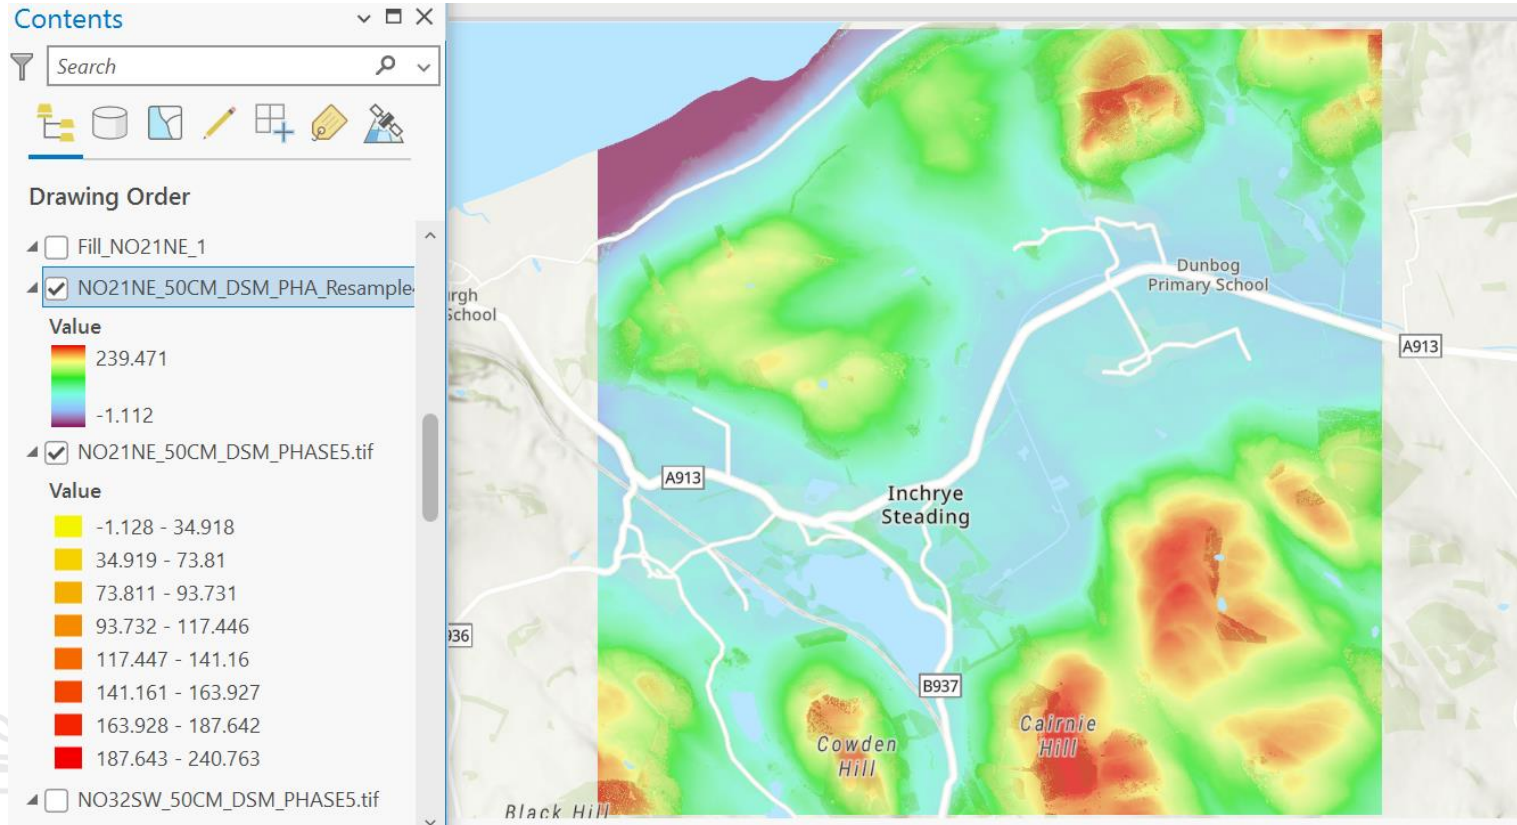 Contents
Search
Drawing Order
Fill_NO21NE_1
NO21NE_50CM_DSM_PHA_Resample
Value
239.471
-1.112
NO21NE_50CM_DSM_PHASE5.tif
Value
-1.128 - 34.918
34.919 - 73.81
73.811 - 93.731
93.732 - 117.446
117.447 - 141.16
141.161 - 163.927
163.928 - 187.642
187.643 - 240.763
NO32SW_50CM_DSM_PHASE5.tif
Dunbog
Primary School
urgh
School
A913
A913
Inchrye
Steading
936
B937
Cairnie
Hill
Cowden
Hill
Black Hill